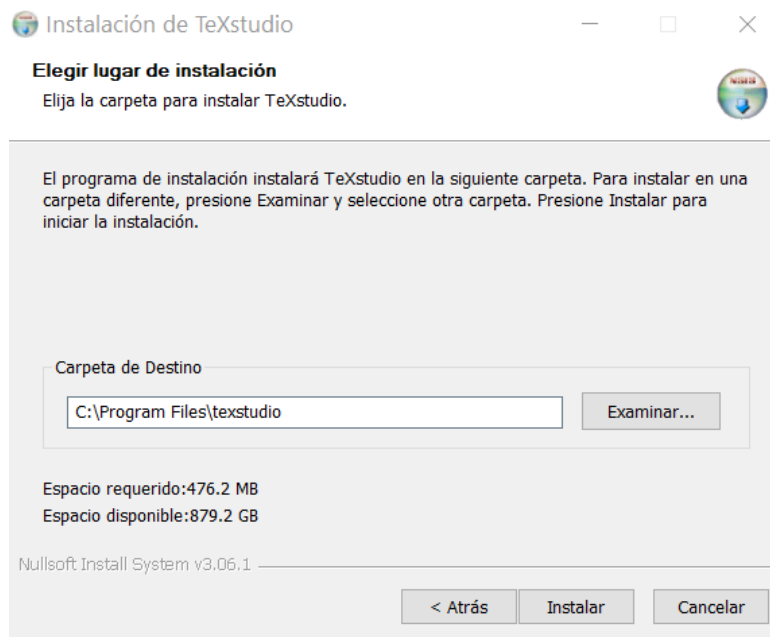 Instalación de TeXstudio
Elegir lugar de instalación
Elija la carpeta para instalar TeXstudio.
El programa de instalación instalará TeXstudio en la siguiente carpeta. Para instalar en una
carpeta diferente, presione Examinar y seleccione otra carpeta. Presione Instalar para
iniciar la instalación.
Carpeta de Destino
C:\Program Files\texstudio
Examinar...
Espacio requerido:476.2 MB
Espacio disponible:879.2 GB
Nullsoft Install System v3.06.1
< Atrás
Instalar
Cancelar